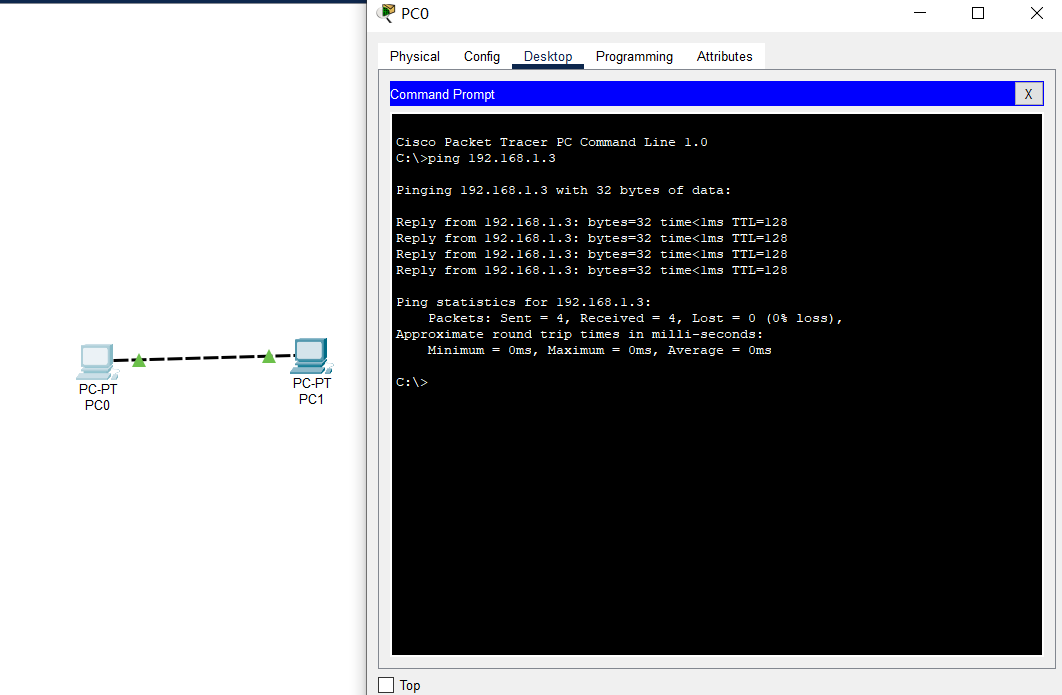 PC0
Physical Config Desktop Programming Attributes
Command Prompt
X
Cisco Packet Tracer PC Command Line 1.0
C:\>ping 192.168.1.3
Pinging 192.168.1.3 with 32 bytes of data:
Reply from 192.168.1.3: bytes=32 time<1ms TTL=128
Reply from 192.168.1.3: bytes=32 time<1ms TTL=128
Reply from 192.168.1.3: bytes=32 time<1ms TTL=128
Reply from 192.168.1.3: bytes=32 time<1ms TTL=128
Ping statistics for 192.168.1.3:
Packets: Sent = 4, Received = 4, Lost = 0 (0% loss),
Approximate round trip times in milli-seconds:
Minimum = 0ms, Maximum = 0ms, Average = 0ms
C:\>
PC-PT
PC0
PC-PT
PC1
Top